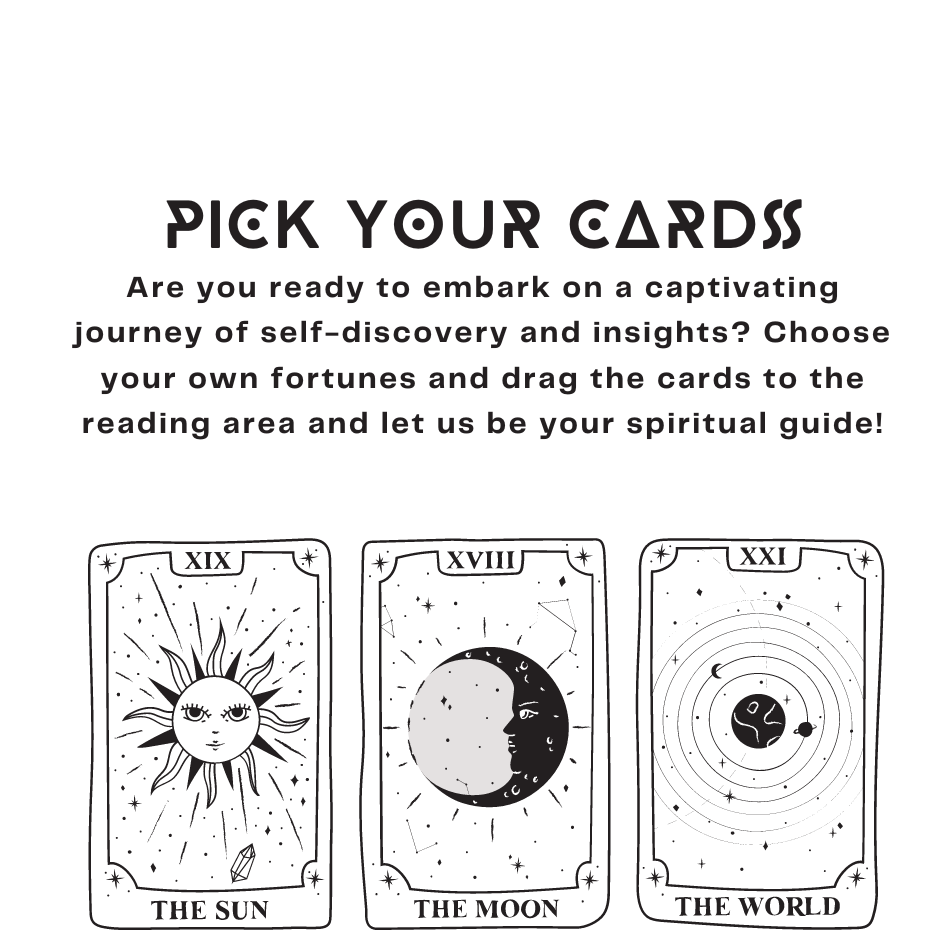 PICK YOUR CARDS
Are you ready to embark on a captivating
journey of self-discovery and insights? Choose
your own fortunes and drag the cards to the
reading area and let us be your spiritual guide!
XIX
XVIII
XXI
THE SUN
THE MOON
THE WORLD